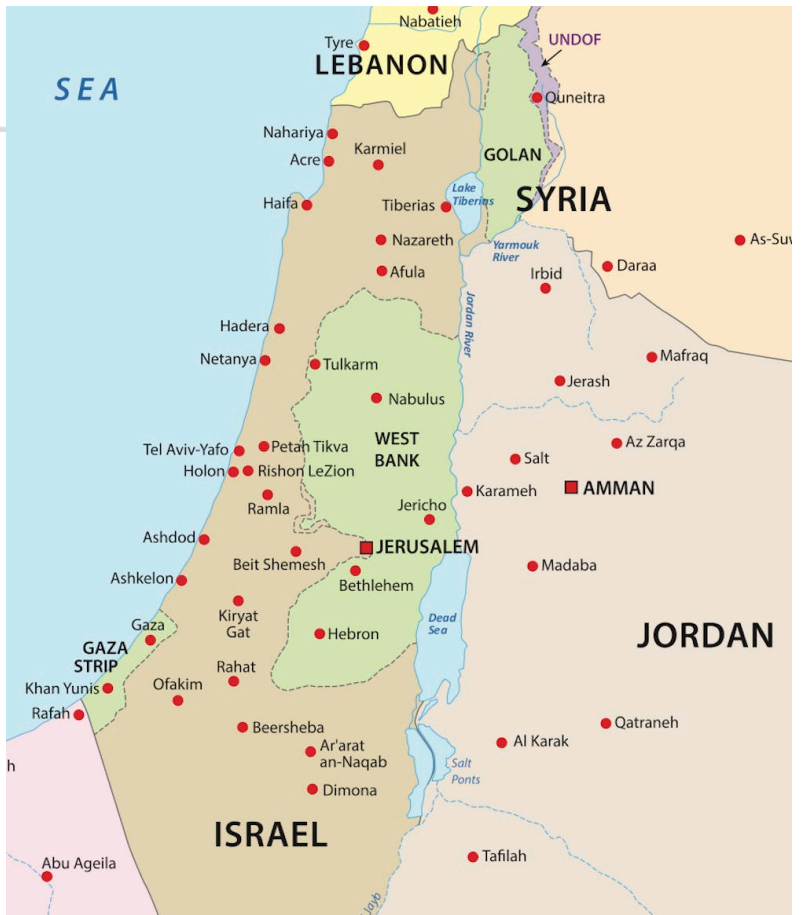 Nabatieh
Tyre
UNDOF
LEBANON
SEA
Quneitra
Nahariya
Karmiel
Acre
GOLAN
Lake
Tiberias
SYRIA
Haifa
Tiberias
Nazareth
Yarmouk
River
As-Suw
Afula
Irbid
Daraa
Jordan River
Hadera
Netanya
Tulkarm
Mafraq
Jerash
Nabulus
WEST
BANK
Tel Aviv-Yafo
Petah Tikva
Az Zarqa
Holon
Rishon LeZion
Salt
Ramla
Karameh
AMMAN
Jericho
Ashdod
JERUSALEM
Beit Shemesh
Ashkelon
Bethlehem
Madaba
Kiryat
Gat
Dead
Sea
Gaza
Hebron
JORDAN
GAZA
STRIP
Rahat
Khan Yunis
Ofakim
Rafah
Beersheba
Qatraneh
Ar'arat
an-Naqab
Al Karak
h
Salt
Ponts
Dimona
ISRAEL
Abu Ageila
Tafilah
Jayb